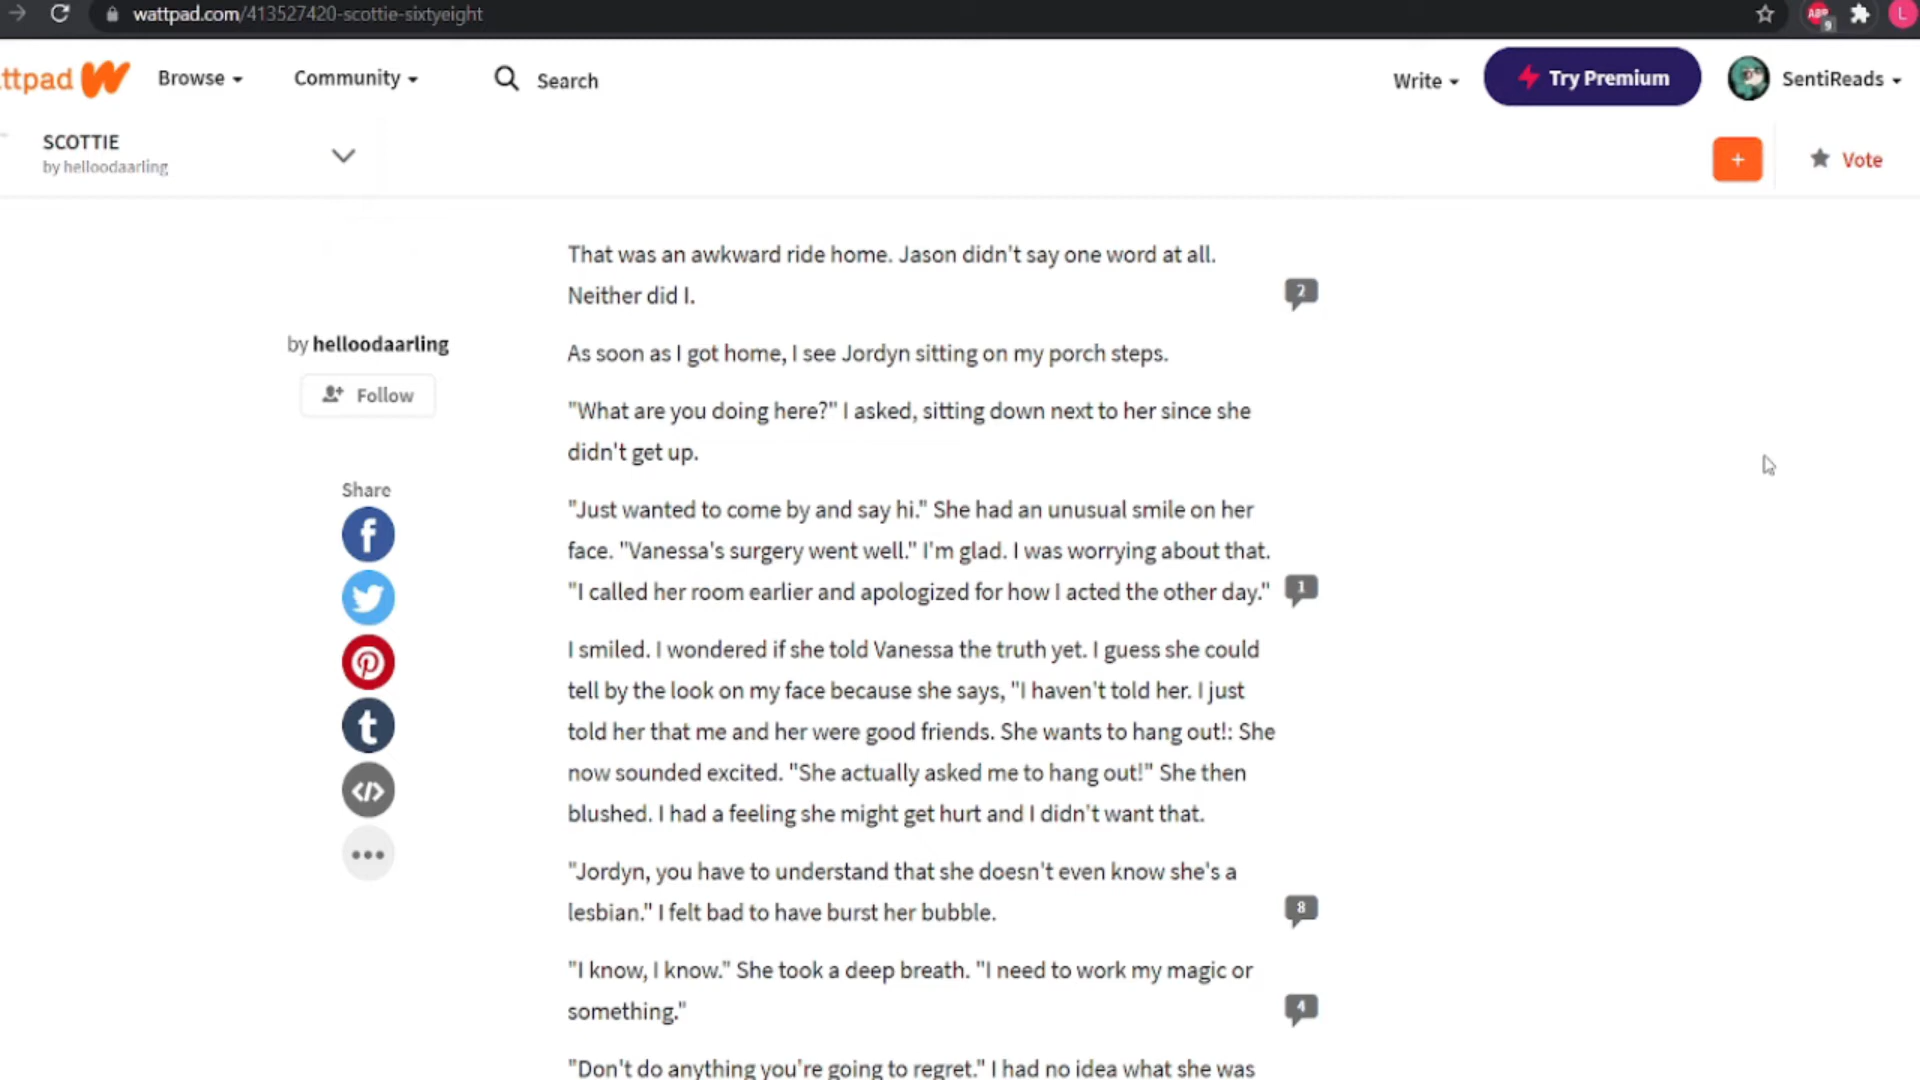 wattpad.com/413527420-scottie-sixtyeight
ABP
9
L
ttpad
Browse
Community
Search
Write
Try Premium
SentiReads
SCOTTIE
by helloodaarling
+
Vote
That was an awkward ride home. Jason didn't say one word at all.
Neither did I.
2
by helloodaarling
Follow
As soon as I got home, I see Jordyn sitting on my porch steps.
"What are you doing here?" I asked, sitting down next to her since she
didn't get up.
Share
"Just wanted to come by and say hi." She had an unusual smile on her
face. "Vanessa's surgery went well." I'm glad. I was worrying about that.
"I called her room earlier and apologized for how I acted the other day."
1
I smiled. I wondered if she told Vanessa the truth yet. I guess she could
tell by the look on my face because she says, "I haven't told her. I just
told her that me and her were good friends. She wants to hang out!: She
now sounded excited. "She actually asked me to hang out!" She then
blushed. I had a feeling she might get hurt and I didn't want that.
"Jordyn, you have to understand that she doesn't even know she's a
lesbian." I felt bad to have burst her bubble.
8
"I know, I know." She took a deep breath. "I need to work my magic or
something."
4
"Don't do anything you're going to regret." I had no idea what she was